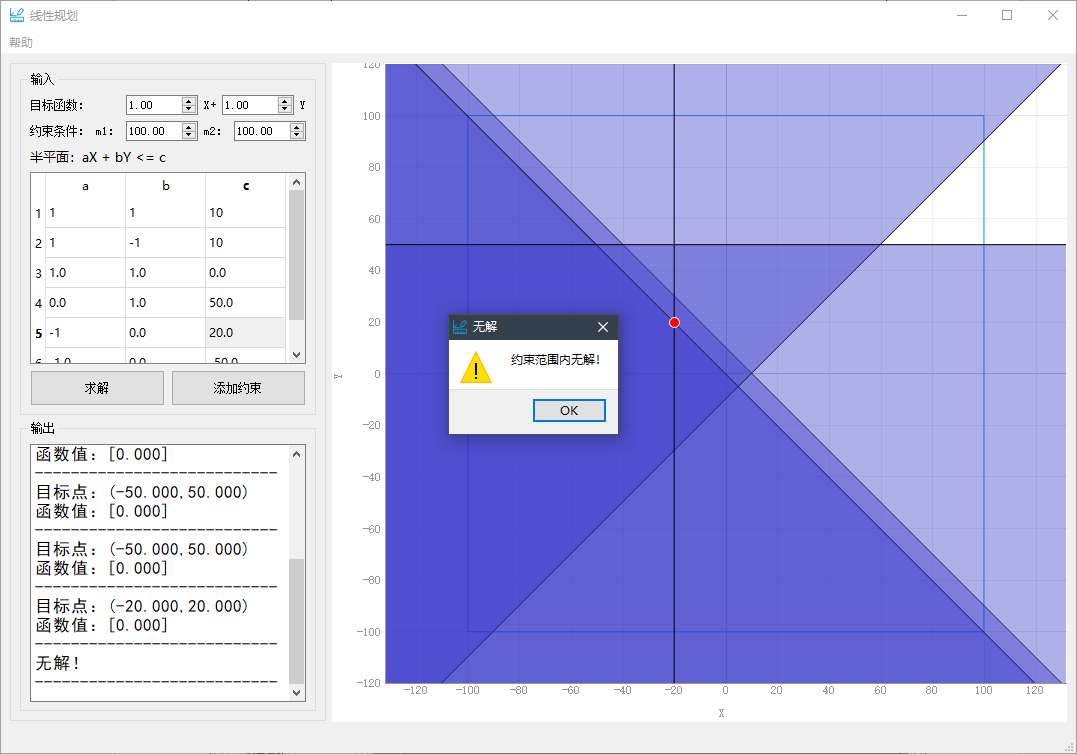 线性规划
帮助
输入
目标函数: 1.00 X+ 1.00 Y
约束条件: m1: 100.00 m2: 100.00
半平面: aX + bY <= c
a b c
1 1 1 10
2 1 -1 10
3 1.0 1.0 0.0
4 0.0 1.0 50.0
5 -1 0.0 20.0
求解 添加约束
输出
函数值: [0.000]
----------------------------
目标点: (-50.000,50.000)
函数值: [0.000]
----------------------------
目标点: (-50.000,50.000)
函数值: [0.000]
----------------------------
目标点: (-20.000,20.000)
函数值: [0.000]
----------------------------
无解!
----------------------------
120
100
80
60
40
20
0
-20
-40
-60
-80
-100
-120
Y
-120 -100 -80 -60 -40 -20 0 20 40 60 80 100 120
X
无解
约束范围内无解!
OK